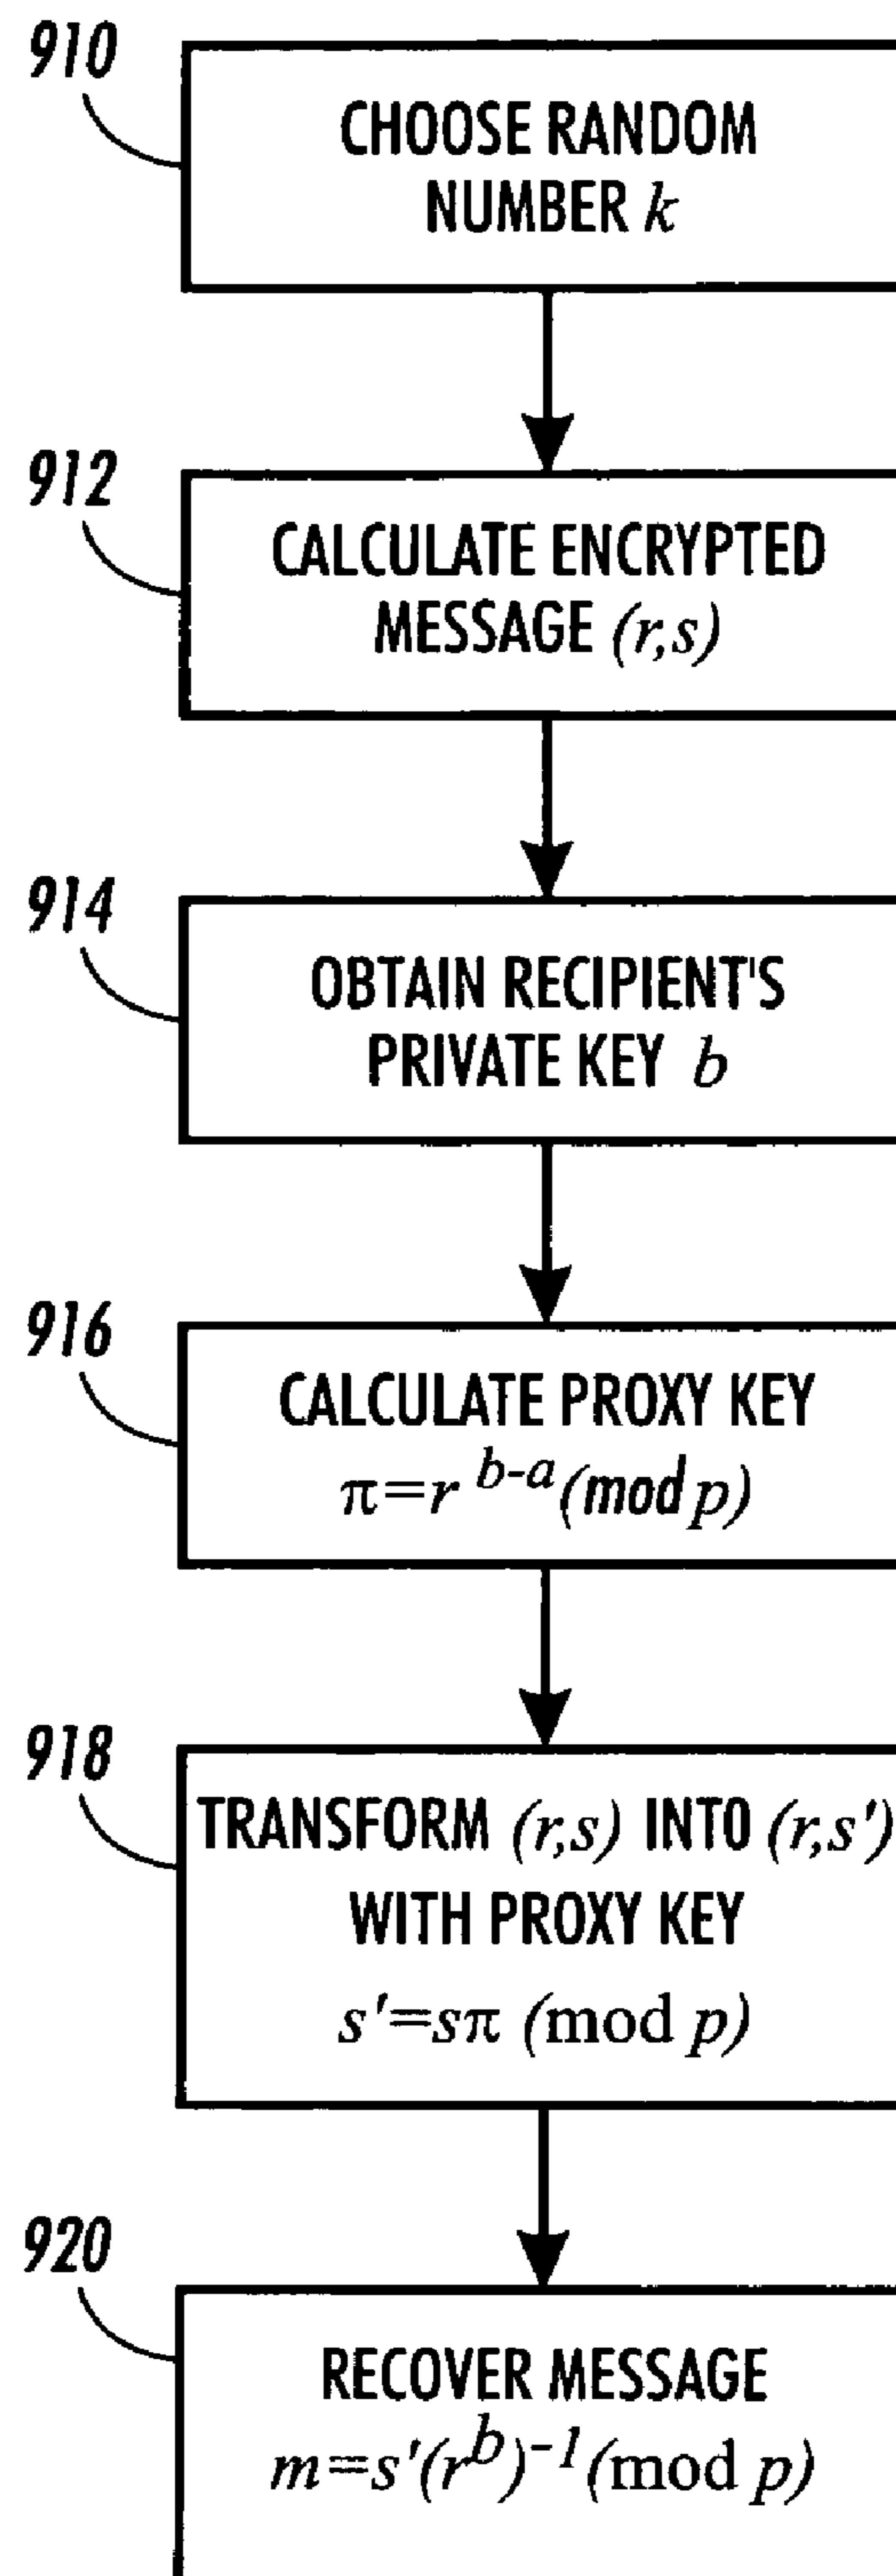 910
CHOOSE RANDOM
NUMBER k
912
CALCULATE ENCRYPTED
MESSAGE (r,s)
914
OBTAIN RECIPIENT'S
PRIVATE KEY b
916
CALCULATE PROXY KEY
π=r^{b-a}(mod p)
918
TRANSFORM (r,s) INTO (r,s')
WITH PROXY KEY
s'=sπ (mod p)
920
RECOVER MESSAGE
m=s'(r^b)^{-1}(mod p)